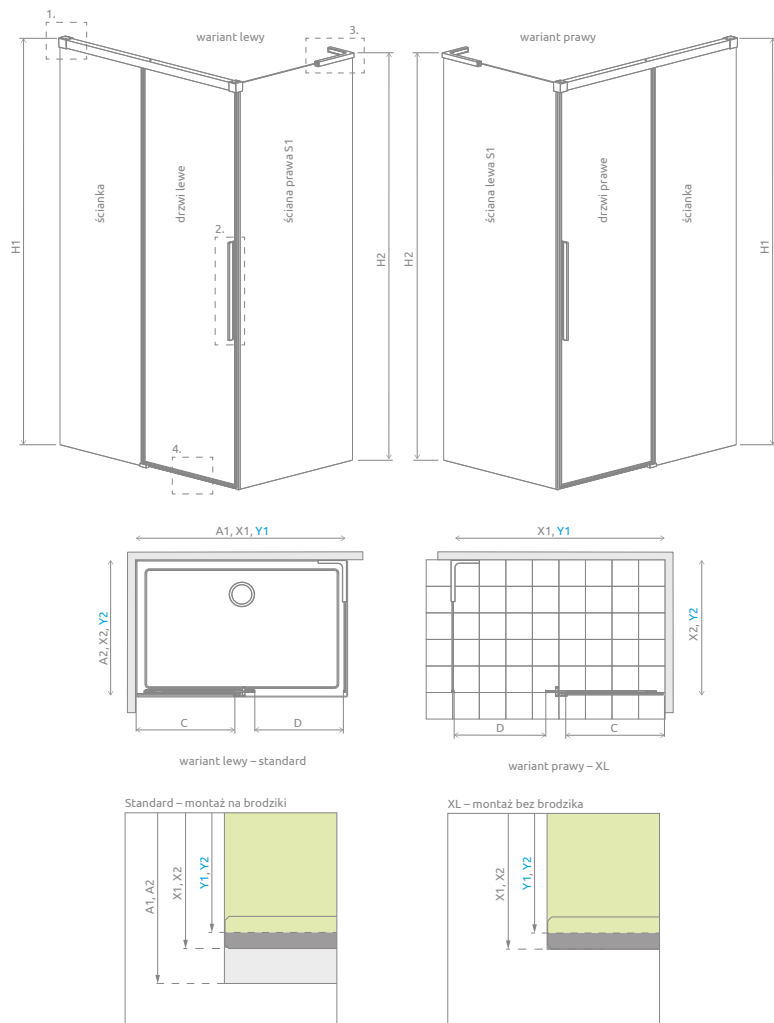 1.
wariant lewy
3.
wariant prawy
ścianka
drzwi lewe
ściana prawa S1
2.
H1
H2
4.
H2
ściana lewa S1
drzwi prawe
ścianka
H1
A1, X1, Y1
A2, X2, Y2
C
D
wariant lewy – standard
X1, Y1
X2, Y2
D
C
wariant prawy – XL
Standard – montaż na brodziki
A1, A2
X1, X2
Y1, Y2
XL – montaż bez brodzika
X1, X2
Y1, Y2